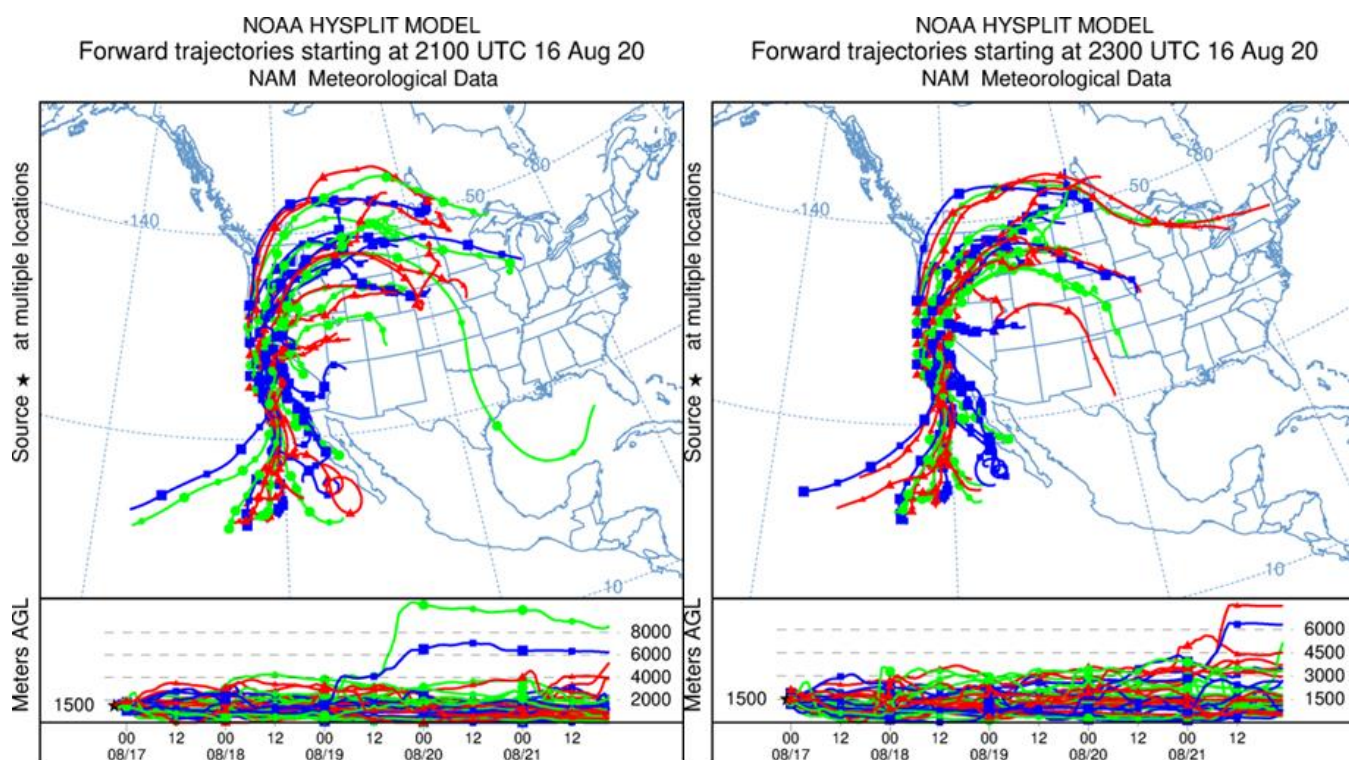 NOAA HYSPLIT MODEL
Forward trajectories starting at 2100 UTC 16 Aug 20
NAM Meteorological Data
Source ★ at multiple locations
-140
50
80
10
Meters AGL
1500
8000
6000
4000
2000
00 12 00 12 00 12 00 12 00 12
08/17 08/18 08/19 08/20 08/21
NOAA HYSPLIT MODEL
Forward trajectories starting at 2300 UTC 16 Aug 20
NAM Meteorological Data
Source ★ at multiple locations
-140
50
80
10
Meters AGL
1500
6000
4500
3000
1500
00 12 00 12 00 12 00 12 00 12
08/17 08/18 08/19 08/20 08/21